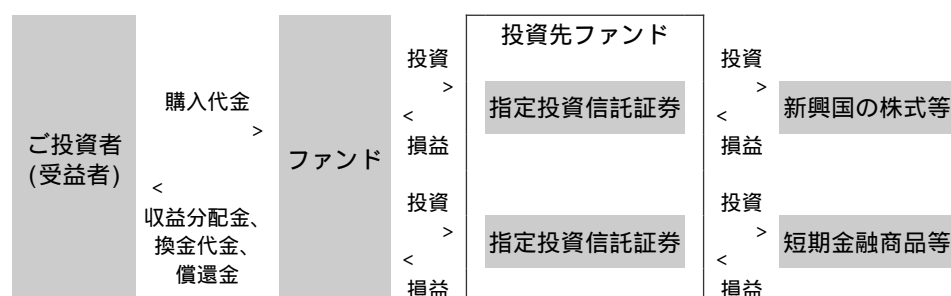 ご投資者
(受益者)
購入代金
>
<
収益分配金、
換金代金、
償還金
ファンド
投資
>
<
損益
投資
>
<
損益
投資先ファンド
指定投資信託証券
指定投資信託証券
投資
>
<
損益
投資
>
<
損益
新興国の株式等
短期金融商品等